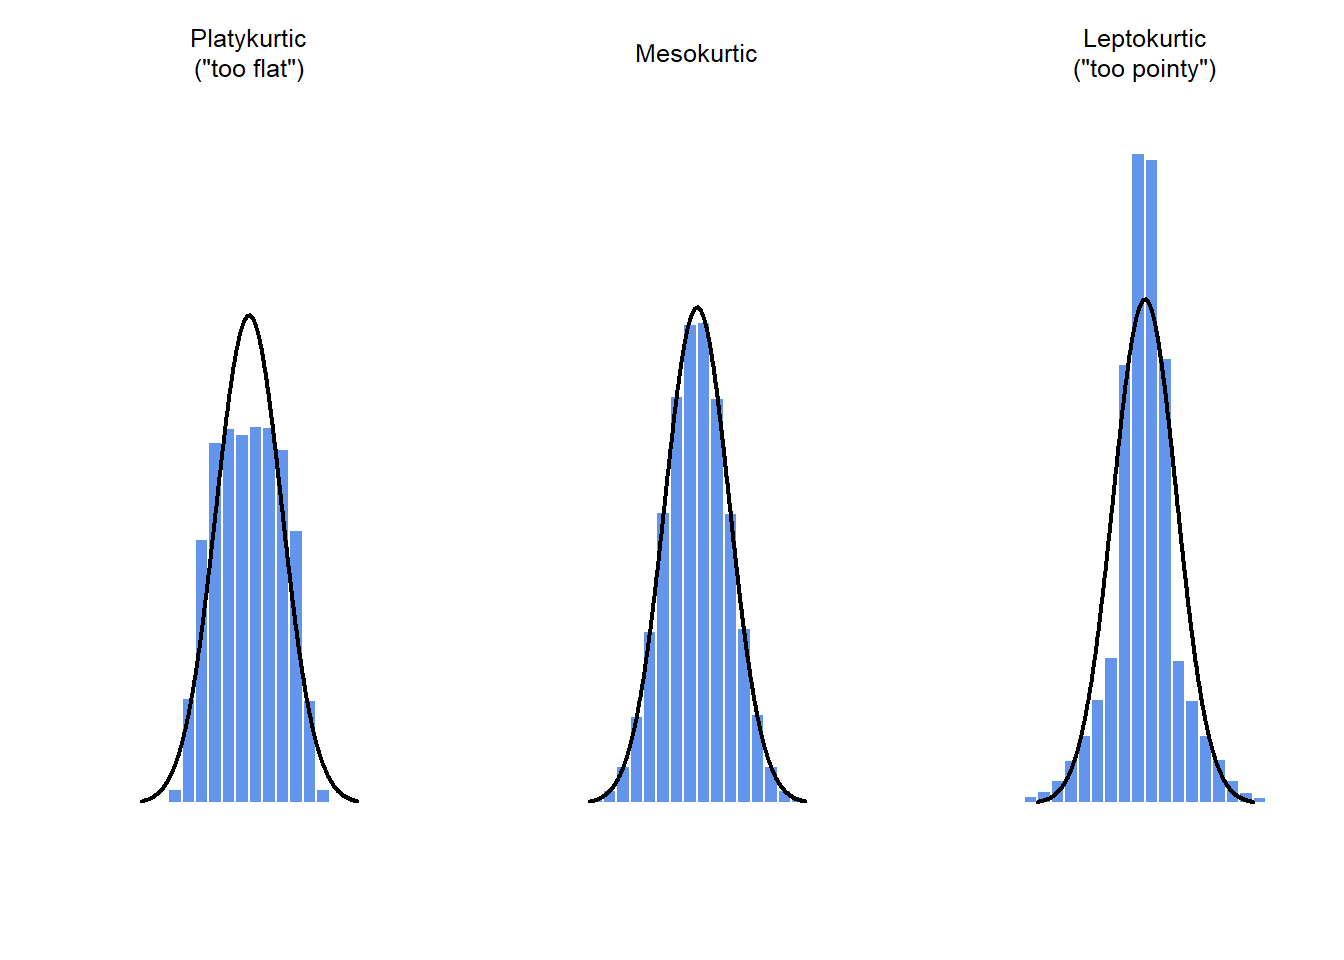 Platykurtic
("too flat")
Mesokurtic
Leptokurtic
("too pointy")